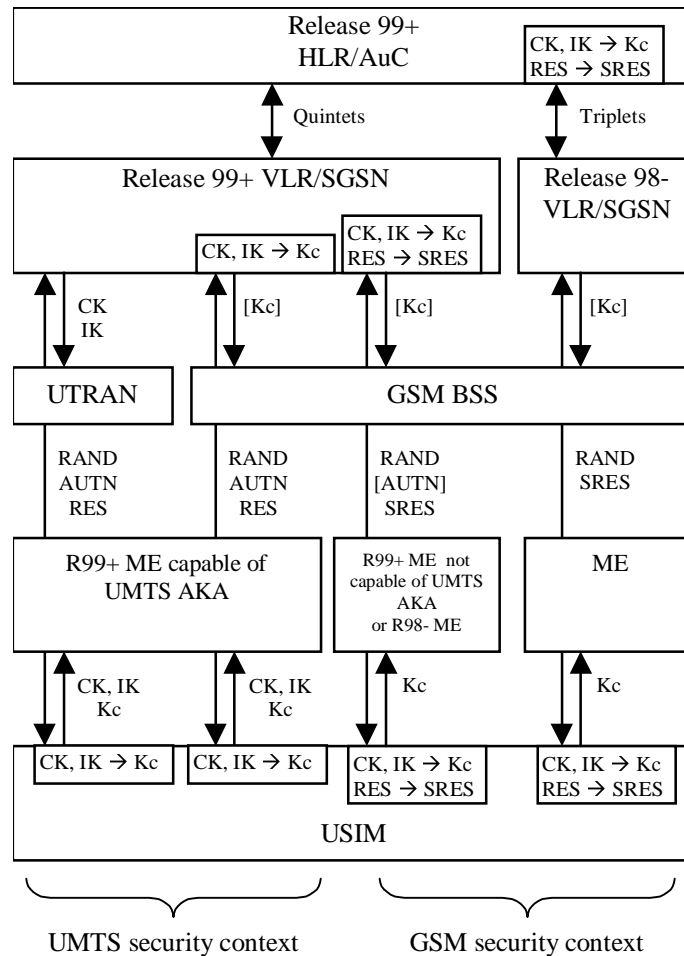 Release 99+
HLR/AuC
CK, IK → Kc
RES → SRES
Quintets
Triplets
Release 99+ VLR/SGSN
CK, IK → Kc
CK, IK → Kc
RES → SRES
Release 98-
VLR/SGSN
CK
IK
[Kc]
[Kc]
[Kc]
UTRAN
GSM BSS
RAND
AUTN
RES
RAND
AUTN
RES
RAND
[AUTN]
SRES
RAND
SRES
R99+ ME capable of
UMTS AKA
R99+ ME not
capable of UMTS
AKA
or R98- ME
ME
CK, IK
Kc
CK, IK
Kc
Kc
Kc
CK, IK → Kc
CK, IK → Kc
CK, IK → Kc
RES → SRES
CK, IK → Kc
RES → SRES
USIM
UMTS security context
GSM security context